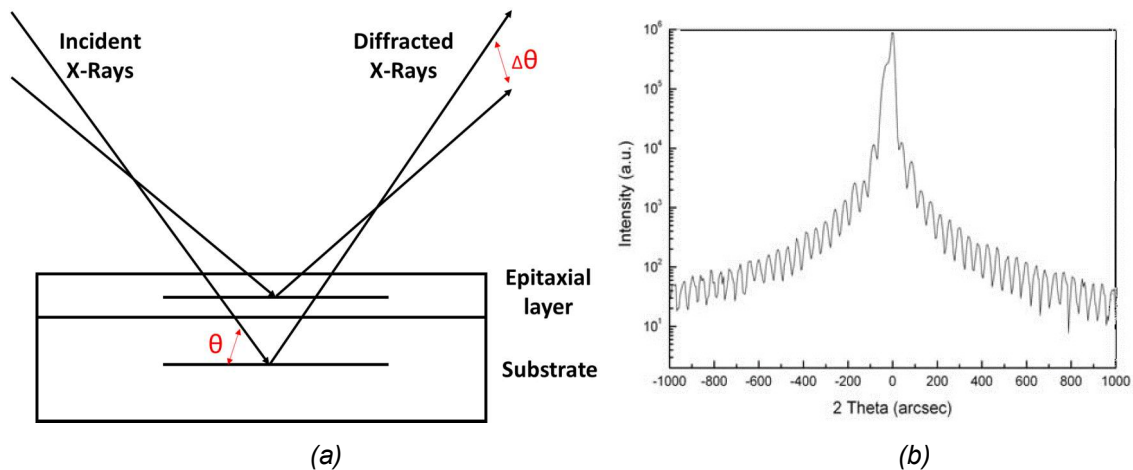 Incident
X-Rays
Diffracted
X-Rays
Δθ
Epitaxial
layer
θ
Substrate
(a)
Intensity (a.u.)
10⁶
10⁵
10⁴
10³
10²
10¹
-1000 -800 -600 -400 -200 0 200 400 600 800 1000
2 Theta (arcsec)
(b)